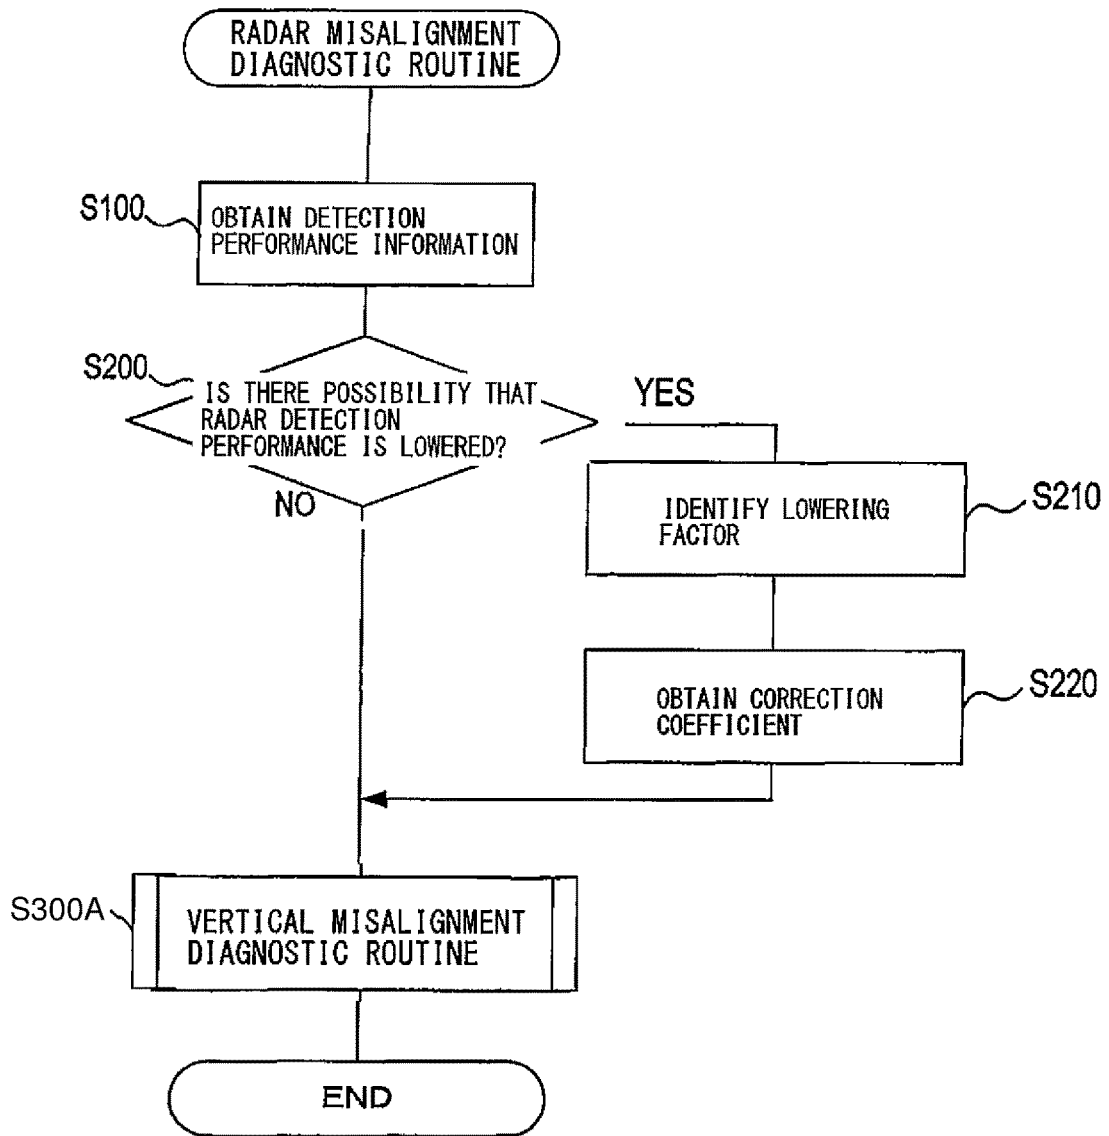 RADAR MISALIGNMENT
DIAGNOSTIC ROUTINE
S100
OBTAIN DETECTION
PERFORMANCE INFORMATION
S200
IS THERE POSSIBILITY THAT
RADAR DETECTION
PERFORMANCE IS LOWERED?
YES
NO
IDENTIFY LOWERING
FACTOR
S210
OBTAIN CORRECTION
COEFFICIENT
S220
S300A
VERTICAL MISALIGNMENT
DIAGNOSTIC ROUTINE
END